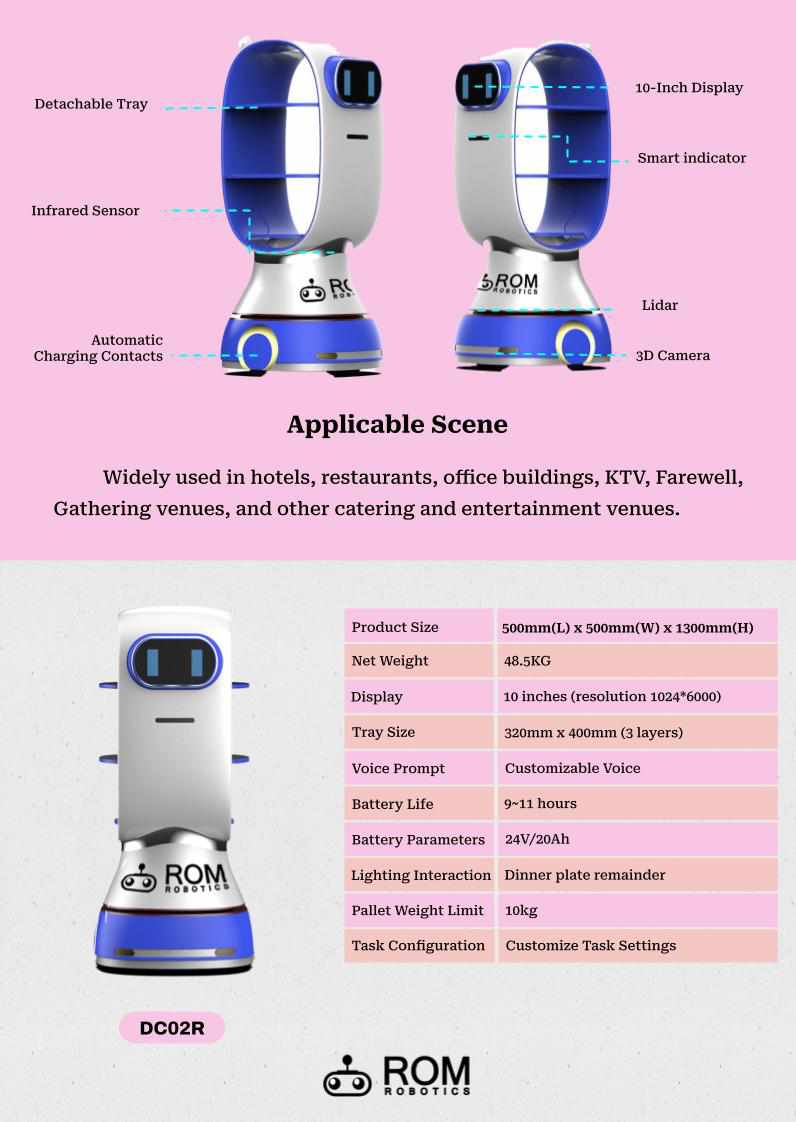 Detachable Tray
10-Inch Display
Smart indicator
Infrared Sensor
ROM
ROBOTICS
Lidar
Automatic
Charging Contacts
3D Camera
Applicable Scene
Widely used in hotels, restaurants, office buildings, KTV, Farewell,
Gathering venues, and other catering and entertainment venues.
Product Size 500mm(L) x 500mm(W) x 1300mm(H)
Net Weight 48.5KG
Display 10 inches (resolution 1024*6000)
Tray Size 320mm x 400mm (3 layers)
Voice Prompt Customizable Voice
Battery Life 9~11 hours
Battery Parameters 24V/20Ah
Lighting Interaction Dinner plate remainder
Pallet Weight Limit 10kg
Task Configuration Customize Task Settings
ROM
ROBOTICS
DC02R
ROM
ROBOTICS